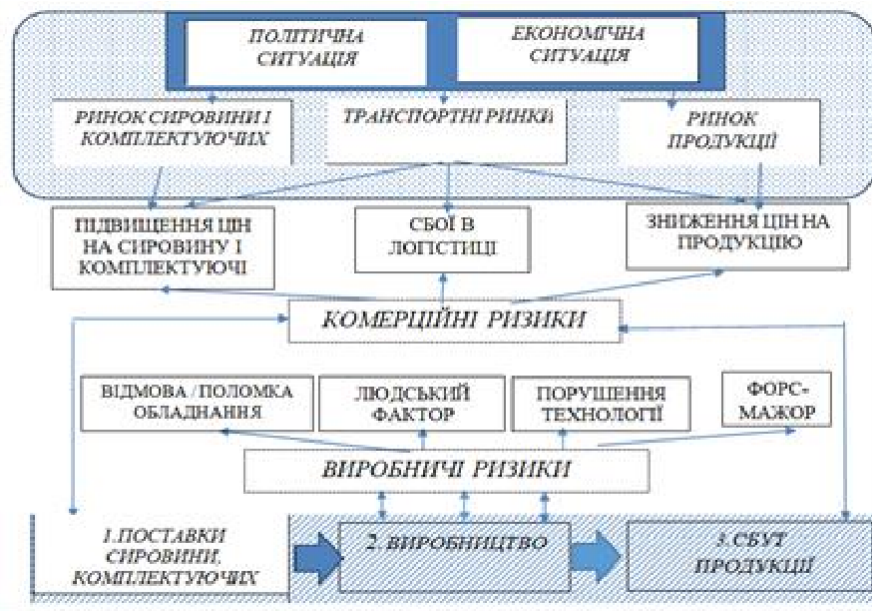 ПОЛІТИЧНА
СИТУАЦІЯ
ЕКОНОМІЧНА
СИТУАЦІЯ
РИНОК СИРОВИНИ І
КОМПЛЕКТУЮЧИХ
ТРАНСПОРТНІ РИНКИ
РИНОК
ПРОДУКЦІЇ
ПІДВИЩЕННЯ ЦІН
НА СИРОВИНУ І
КОМПЛЕКТУЮЧІ
СБОЇ В
ЛОГІСТИЦІ
ЗНИЖЕННЯ ЦІН НА
ПРОДУКЦІЮ
КОМЕРЦІЙНІ РИЗИКИ
ВІДМОВА / ПОЛОМКА
ОБЛАДНАННЯ
ЛЮДСЬКИЙ
ФАКТОР
ПОРУШЕННЯ
ТЕХНОЛОГІЇ
ФОРС-
МАЖОР
ВИРОБНИЧІ РИЗИКИ
1.ПОСТАВКИ
СИРОВИНИ,
КОМПЛЕКТУЮЧИХ
2. ВИРОБНИЦТВО
3.СБУТ
ПРОДУКЦІЇ